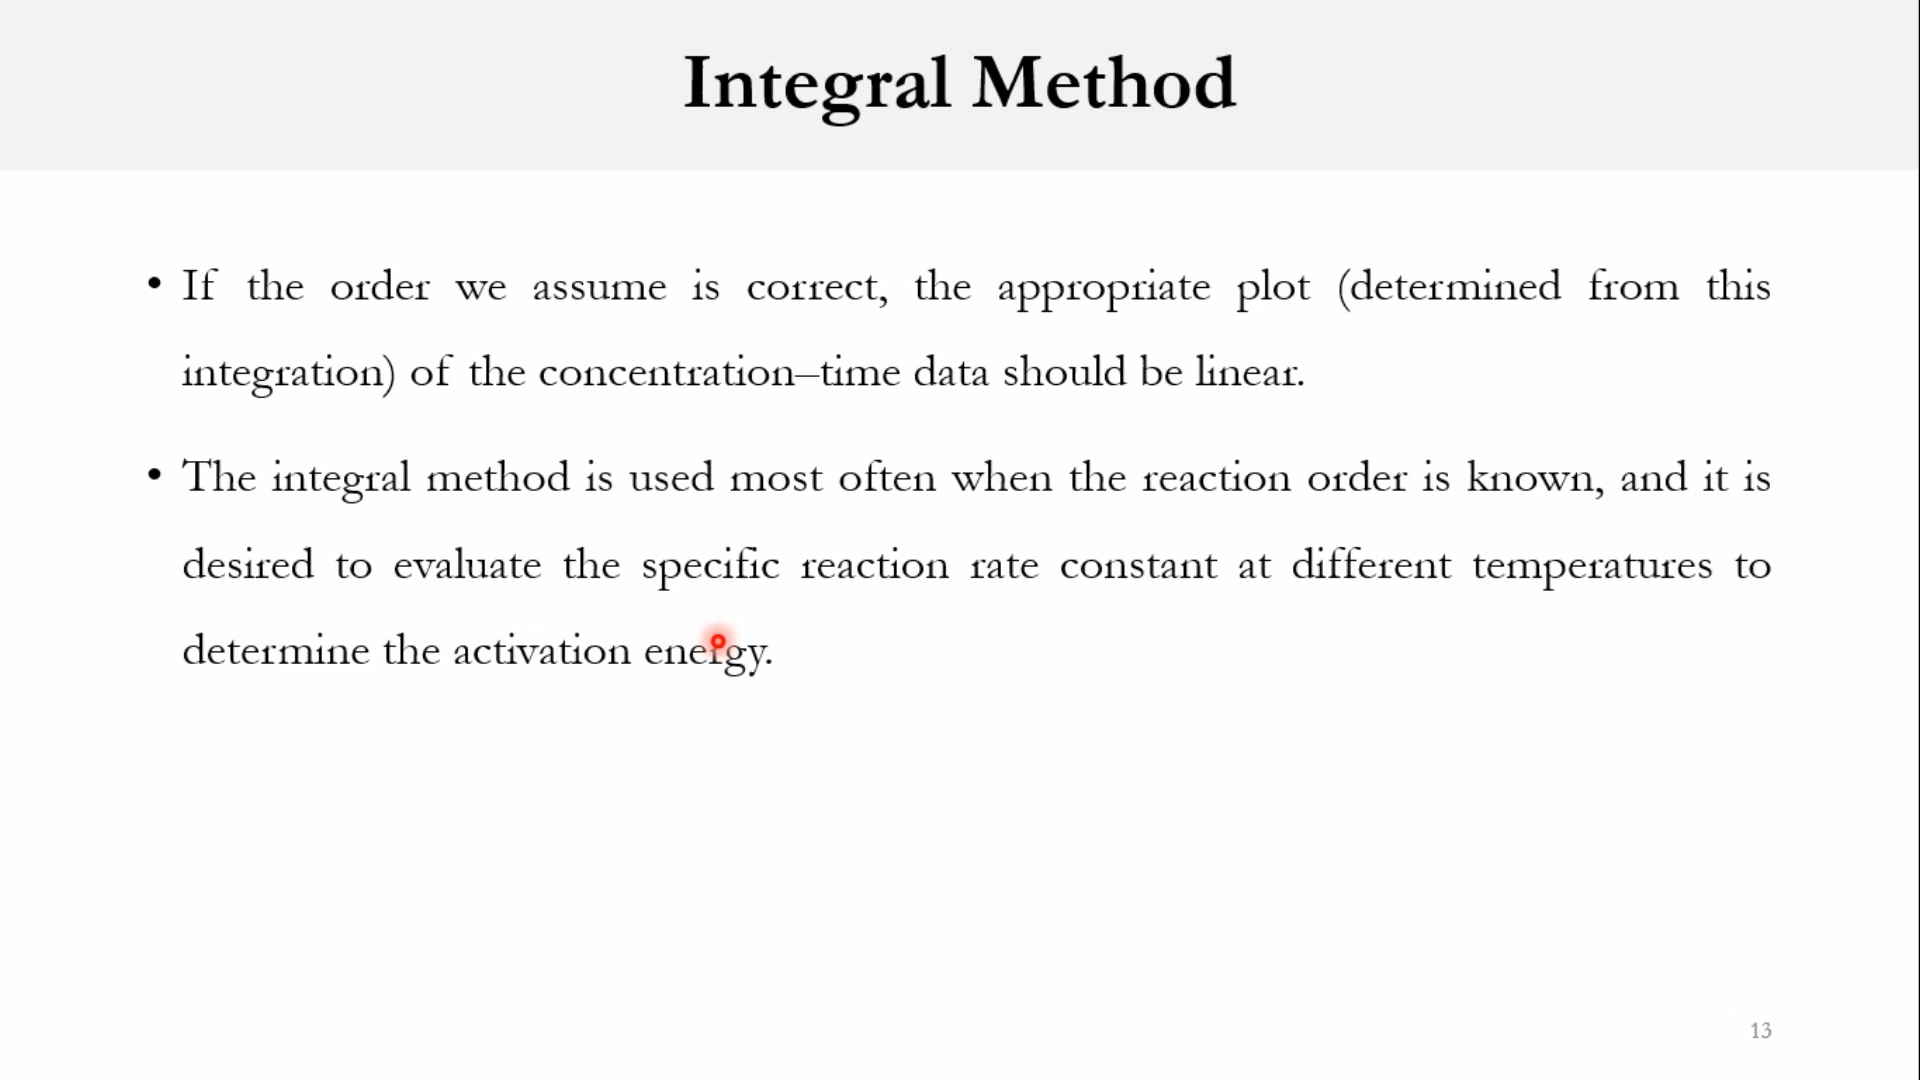 Integral Method
• If the order we assume is correct, the appropriate plot (determined from this
integration) of the concentration–time data should be linear.
• The integral method is used most often when the reaction order is known, and it is
desired to evaluate the specific reaction rate constant at different temperatures to
determine the activation energy.
13